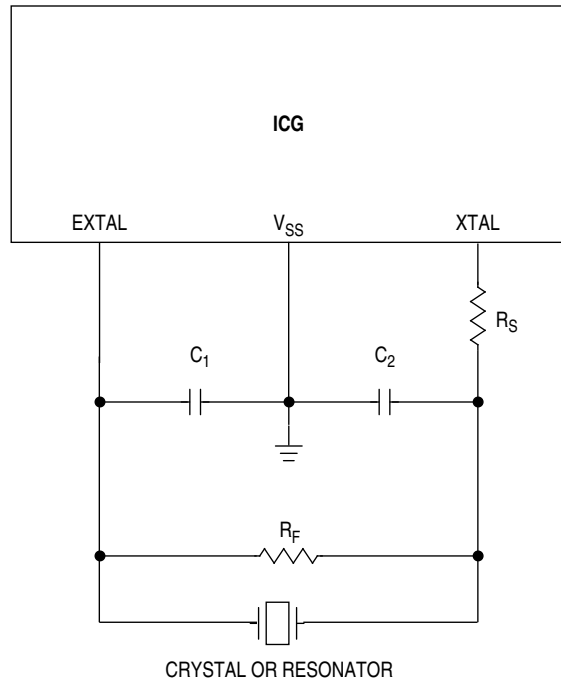 ICG
EXTAL
VSS
XTAL
RS
C1
C2
RF
CRYSTAL OR RESONATOR